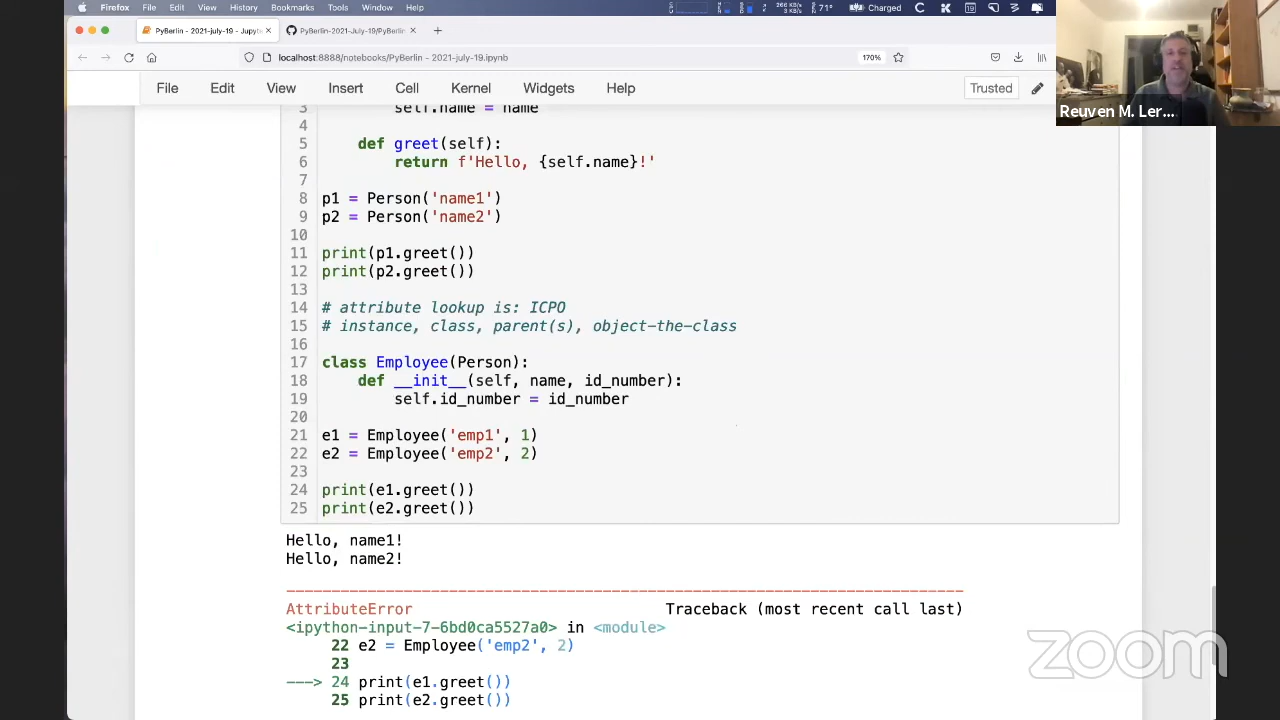 Firefox File Edit View History Bookmarks Tools Window Help
266 KB/s
71°
Charged
PyBerlin - 2021-july-19 - Jupyt
PyBerlin-2021-July-19/PyBerlin
localhost:8888/notebooks/PyBerlin - 2021-july-19.ipynb
170%
File Edit View Insert Cell Kernel Widgets Help
Trusted
Reuven M. Ler...
3 self.name = name
4
5 def greet(self):
6 return f'Hello, {self.name}!'
7
8 p1 = Person('name1')
9 p2 = Person('name2')
10
11 print(p1.greet())
12 print(p2.greet())
13
14 # attribute lookup is: ICPO
15 # instance, class, parent(s), object-the-class
16
17 class Employee(Person):
18 def __init__(self, name, id_number):
19 self.id_number = id_number
20
21 e1 = Employee('emp1', 1)
22 e2 = Employee('emp2', 2)
23
24 print(e1.greet())
25 print(e2.greet())
Hello, name1!
Hello, name2!
---------------------------------------------------------------------------
AttributeError Traceback (most recent call last)
<ipython-input-7-6bd0ca5527a0> in <module>
22 e2 = Employee('emp2', 2)
23
---> 24 print(e1.greet())
25 print(e2.greet())
zoom